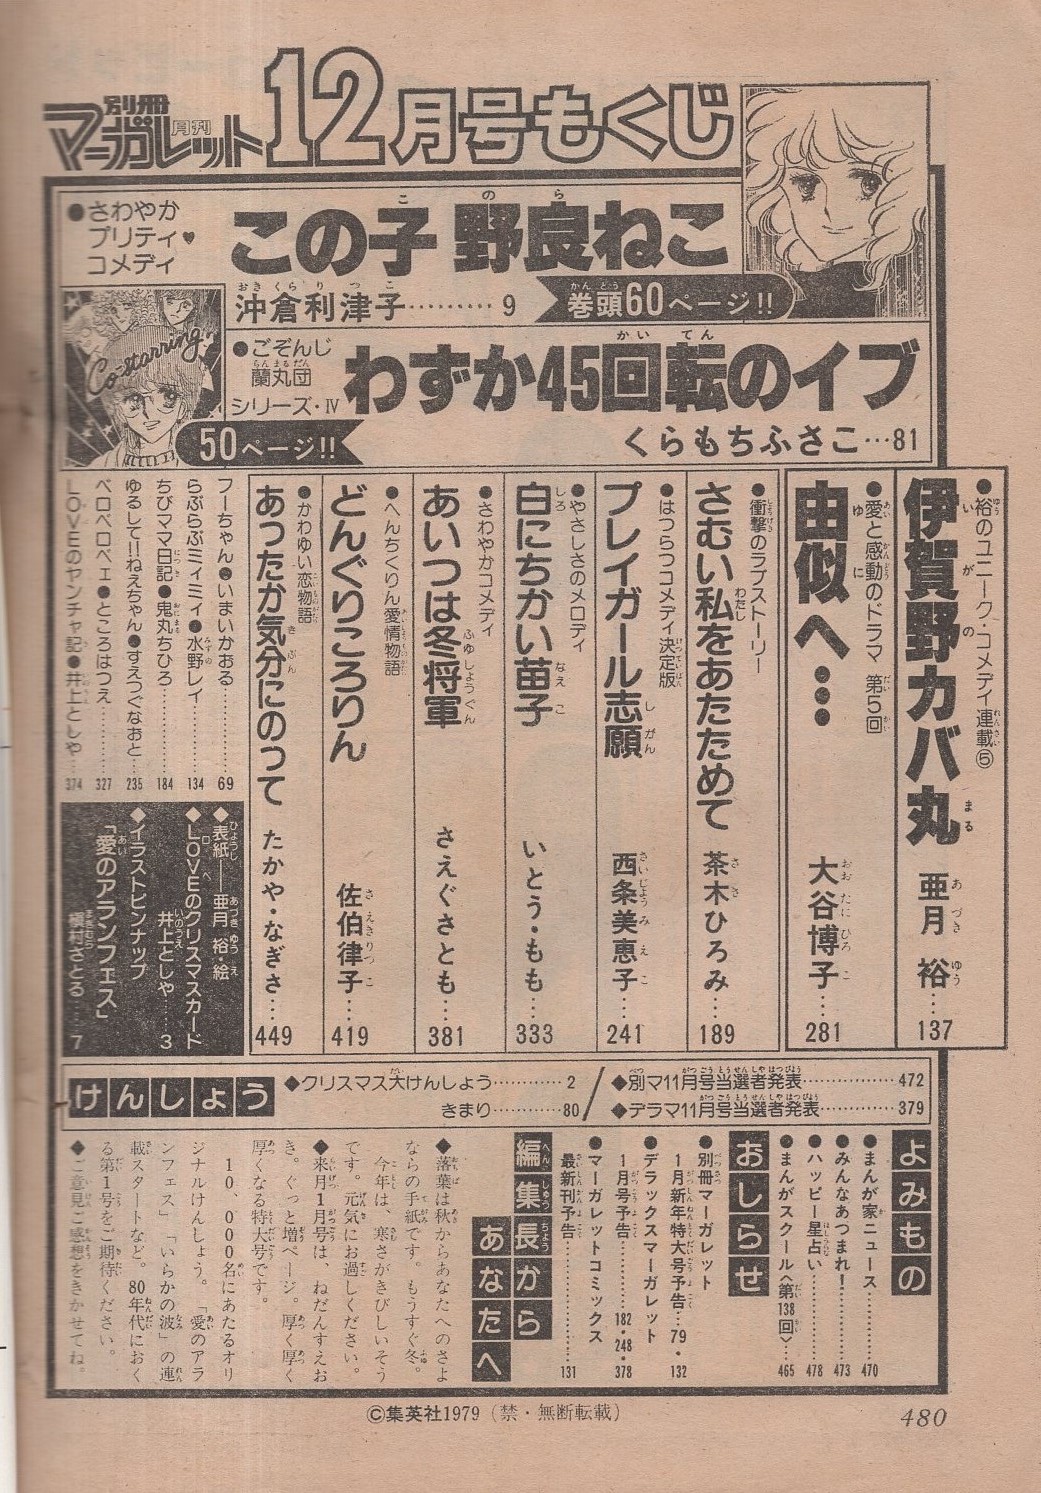 別冊
マーガレット
月刊
12月号もくじ
●さわやか
プリティ♥
コメディ
この子 野良ねこ
沖倉利津子………9
巻頭60ページ!!
Co-starring!
●ごぞんじ
蘭丸団
シリーズ・Ⅳ
わずか45回転のイブ
くらもちふさこ…81
50ページ!!
●裕のユニーク・コメディ連載⑤
伊賀野カバ丸
亜月 裕…137
●愛と感動のドラマ 第5回
由似へ…
大谷博子…281
●衝撃のラブストーリー
さむい私をあたためて
茶木ひろみ…189
●はつらつコメディ決定版
プレイガール志願
西条美恵子…241
●やさしさのメロディ
白にちかい苗子
いとう・もも…333
●さわやかコメディ
あいつは冬将軍
さえぐさとも…381
●へんちくりん愛情物語
どんぐりころりん
佐伯律子…419
●かわゆい恋物語
あったか気分にのって
たかや・なぎさ…449
フーちゃん●いまいかおる………69
らぶらぶミィミィ●水野レイ………134
ちびママ日記●鬼丸ちひろ………184
ゆるして!!ねえちゃん●すえつぐなおと…235
ベロベロベェ●ところはつえ………327
LOVEのヤンチャ記●井上としや…374
◆表紙――亜月 裕・絵
◆LOVEのクリスマスカード
井上としや……3
◆イラストピンナップ
「愛のアランフェス」
槇村さとる…7
けんしょう
◆クリスマス大けんしょう…………2
きまり…………80
◆別マ11月号当選者発表……………472
◆デラマ11月号当選者発表…………379
よみもの
●まんが家ニュース………470
●みんなあつまれ!………473
●ハッピー星占い………478
●まんがスクール〈第138回〉…465
おしらせ
●別冊マーガレット
1月新年特大号予告…79・132
●デラックスマーガレット
1月号予告………182・248・378
●マーガレットコミックス
最新刊予告………131
編集長から
あなたへ
◆落葉は秋からあなたへのさよ
ならの手紙です。もうすぐ冬。
今年は、寒さがきびしいそう
です。元気にお過しください。
◆来月1月号は、ねだんすえお
き。ぐっと増ページ。厚く厚く
厚くなる特大号です。
10、000名にあたるオリ
ジナルけんしょう。「愛のアラ
ンフェス」「いらかの波」の連
載スタートなど。80年代におく
る第1号をご期待ください。
◆ご意見ご感想をきかせてね。
©集英社1979（禁・無断転載）
480